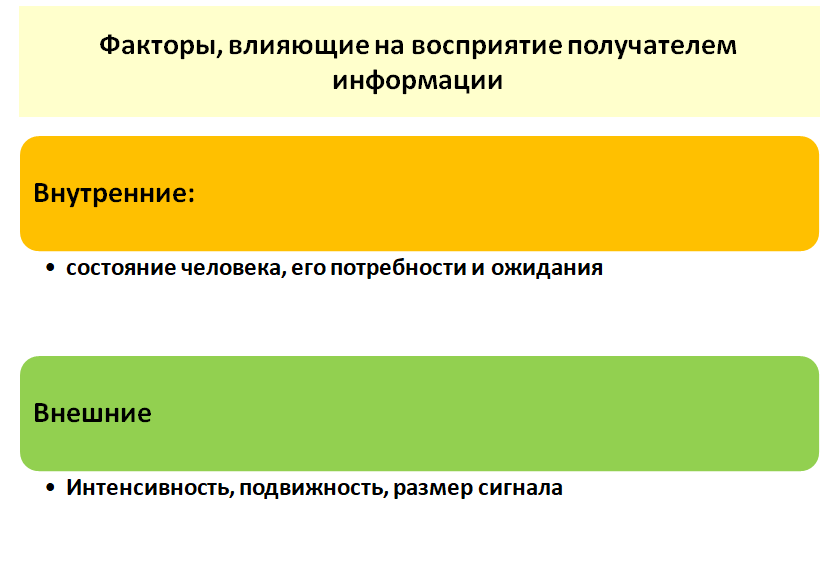 Факторы, влияющие на восприятие получателем
информации
Внутренние:
• состояние человека, его потребности и ожидания
Внешние
• Интенсивность, подвижность, размер сигнала